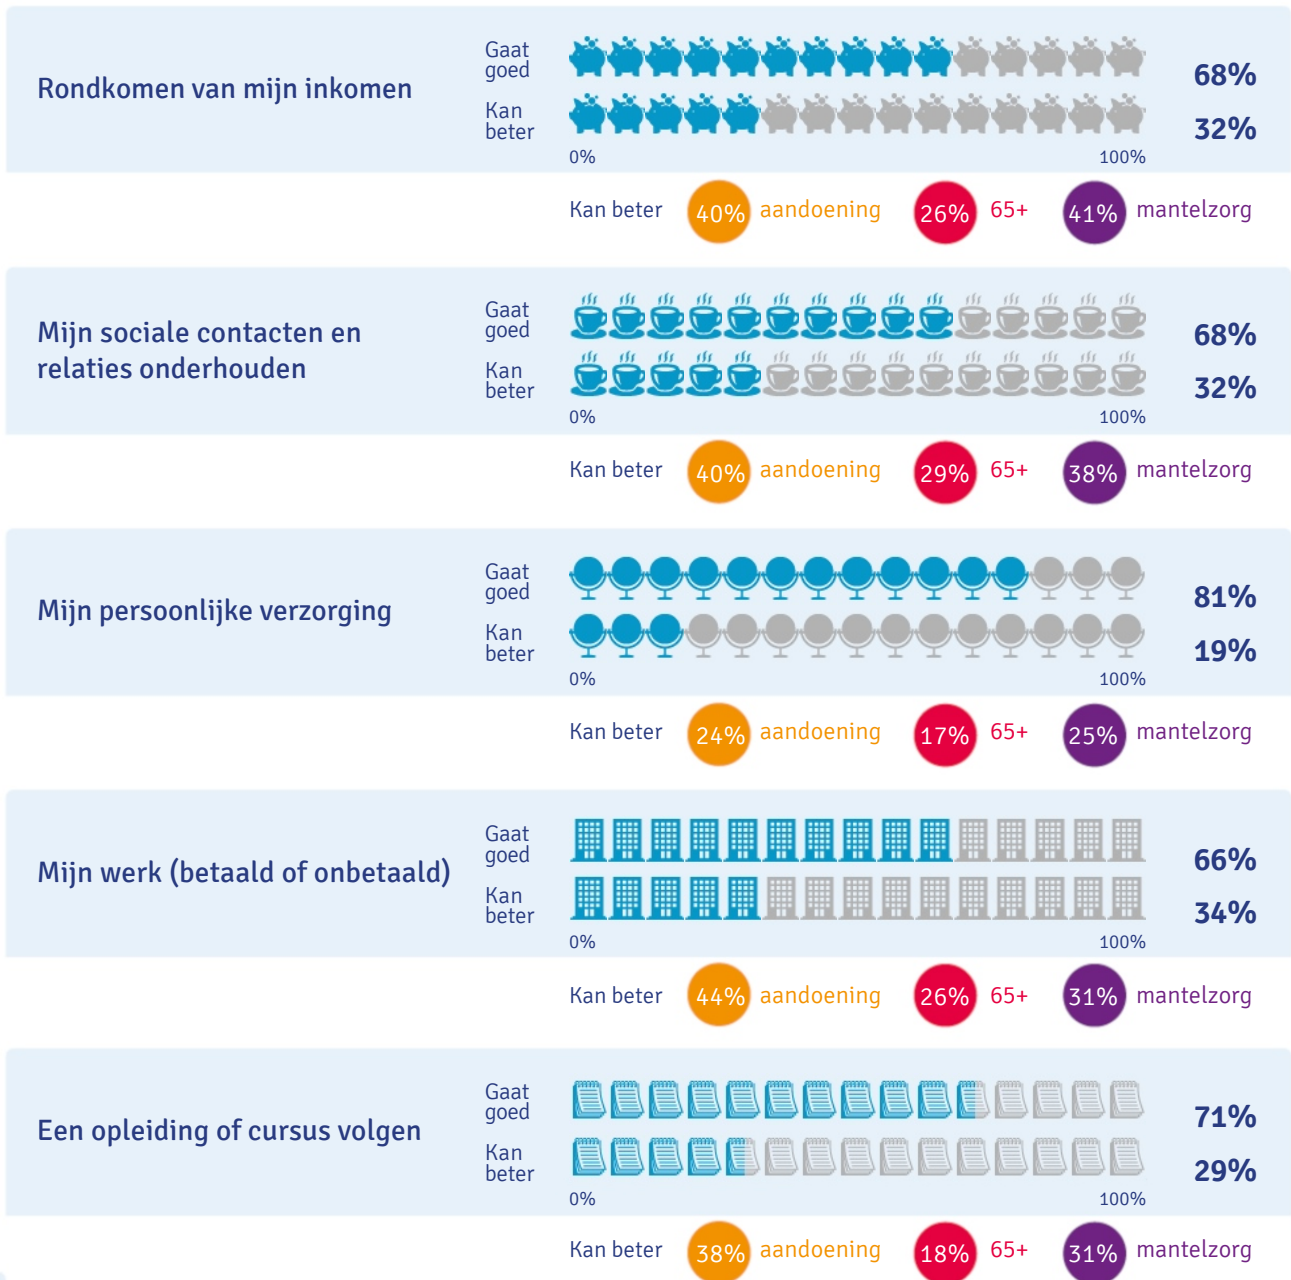 Rondkomen van mijn inkomen
Gaat
goed
68%
Kan
beter
32%
0% 100%
Kan beter 40% aandoening 26% 65+ 41% mantelzorg
Mijn sociale contacten en
relaties onderhouden
Gaat
goed
68%
Kan
beter
32%
0% 100%
Kan beter 40% aandoening 29% 65+ 38% mantelzorg
Mijn persoonlijke verzorging
Gaat
goed
81%
Kan
beter
19%
0% 100%
Kan beter 24% aandoening 17% 65+ 25% mantelzorg
Mijn werk (betaald of onbetaald)
Gaat
goed
66%
Kan
beter
34%
0% 100%
Kan beter 44% aandoening 26% 65+ 31% mantelzorg
Een opleiding of cursus volgen
Gaat
goed
71%
Kan
beter
29%
0% 100%
Kan beter 38% aandoening 18% 65+ 31% mantelzorg